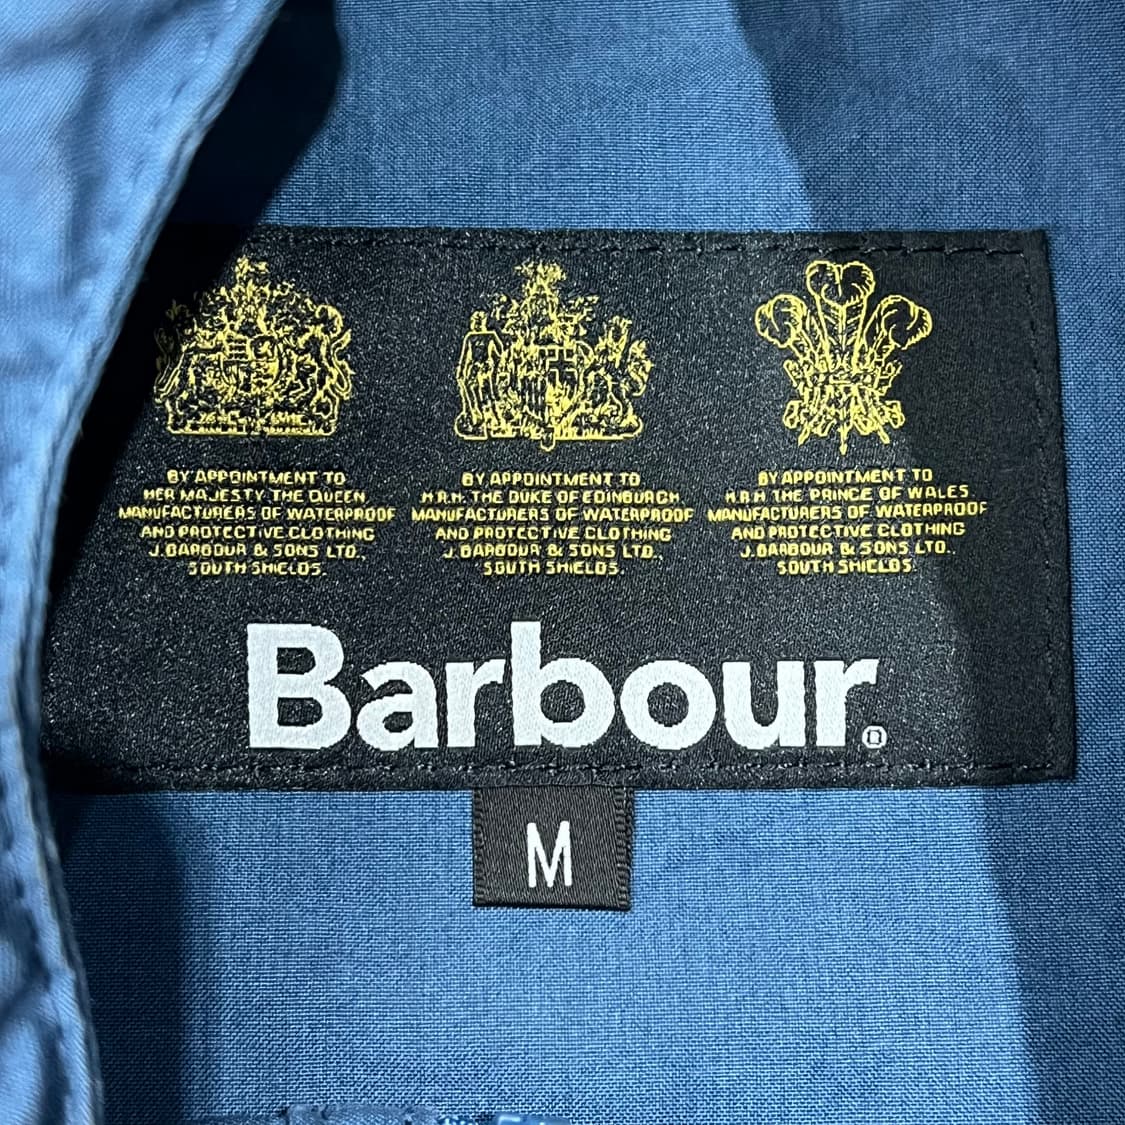 BY APPOINTMENT TO
HER MAJESTY THE QUEEN
MANUFACTURERS OF WATERPROOF
AND PROTECTIVE CLOTHING
J. BARBOUR & SONS LTD.,
SOUTH SHIELDS.
BY APPOINTMENT TO
H.R.H. THE DUKE OF EDINBURGH
MANUFACTURERS OF WATERPROOF
AND PROTECTIVE CLOTHING
J. BARBOUR & SONS LTD.,
SOUTH SHIELDS.
BY APPOINTMENT TO
H.R.H THE PRINCE OF WALES
MANUFACTURERS OF WATERPROOF
AND PROTECTIVE CLOTHING
J. BARBOUR & SONS LTD.,
SOUTH SHIELDS.
Barbour.®
M